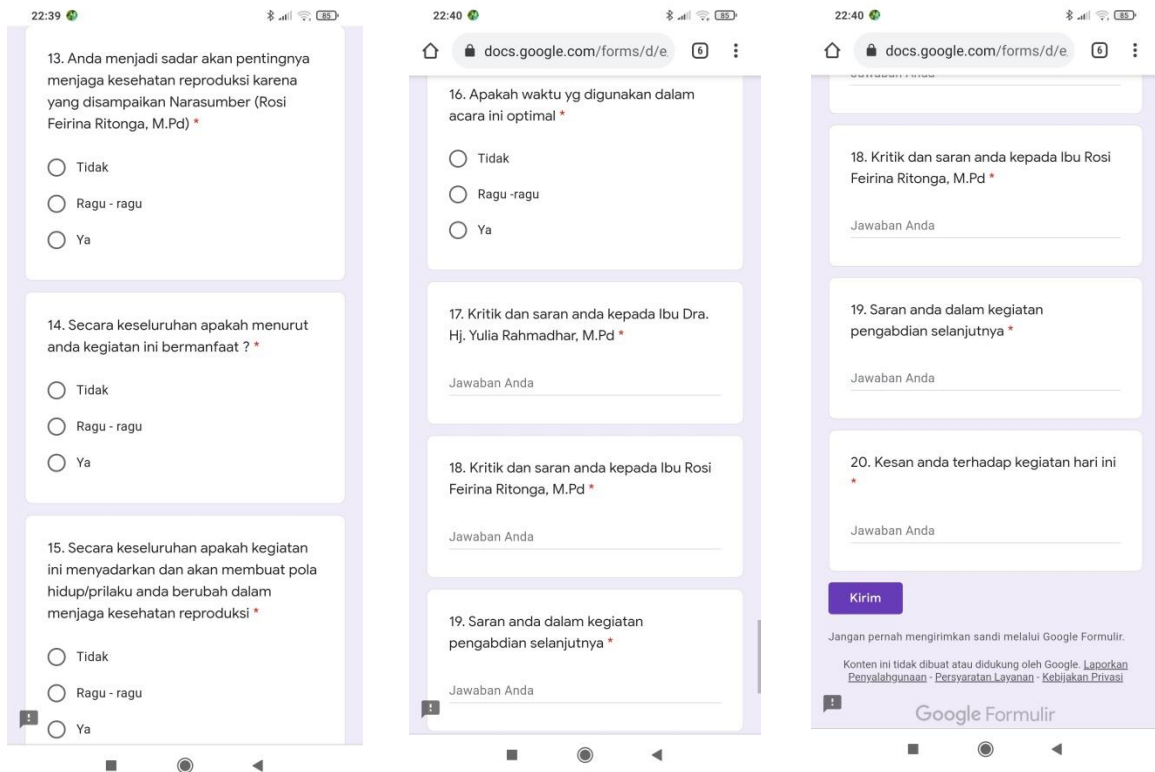 22:39
85
13. Anda menjadi sadar akan pentingnya
menjaga kesehatan reproduksi karena
yang disampaikan Narasumber (Rosi
Feirina Ritonga, M.Pd) *
Tidak
Ragu - ragu
Ya
14. Secara keseluruhan apakah menurut
anda kegiatan ini bermanfaat ? *
Tidak
Ragu - ragu
Ya
15. Secara keseluruhan apakah kegiatan
ini menyadarkan dan akan membuat pola
hidup/prilaku anda berubah dalam
menjaga kesehatan reproduksi *
Tidak
Ragu - ragu
Ya
22:40
85
docs.google.com/forms/d/e
6
16. Apakah waktu yg digunakan dalam
acara ini optimal *
Tidak
Ragu -ragu
Ya
17. Kritik dan saran anda kepada Ibu Dra.
Hj. Yulia Rahmadhar, M.Pd *
Jawaban Anda
18. Kritik dan saran anda kepada Ibu Rosi
Feirina Ritonga, M.Pd *
Jawaban Anda
19. Saran anda dalam kegiatan
pengabdian selanjutnya *
Jawaban Anda
22:40
85
docs.google.com/forms/d/e
6
18. Kritik dan saran anda kepada Ibu Rosi
Feirina Ritonga, M.Pd *
Jawaban Anda
19. Saran anda dalam kegiatan
pengabdian selanjutnya *
Jawaban Anda
20. Kesan anda terhadap kegiatan hari ini
*
Jawaban Anda
Kirim
Jangan pernah mengirimkan sandi melalui Google Formulir.
Konten ini tidak dibuat atau didukung oleh Google. Laporkan
Penyalahgunaan - Persyaratan Layanan - Kebijakan Privasi
Google Formulir